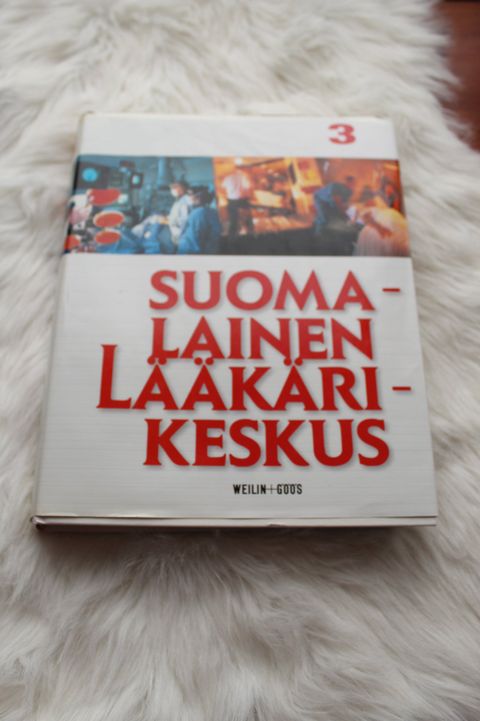 3
SUOMA-
LAINEN
LÄÄKÄRI-
KESKUS
WEILIN+GÖÖS